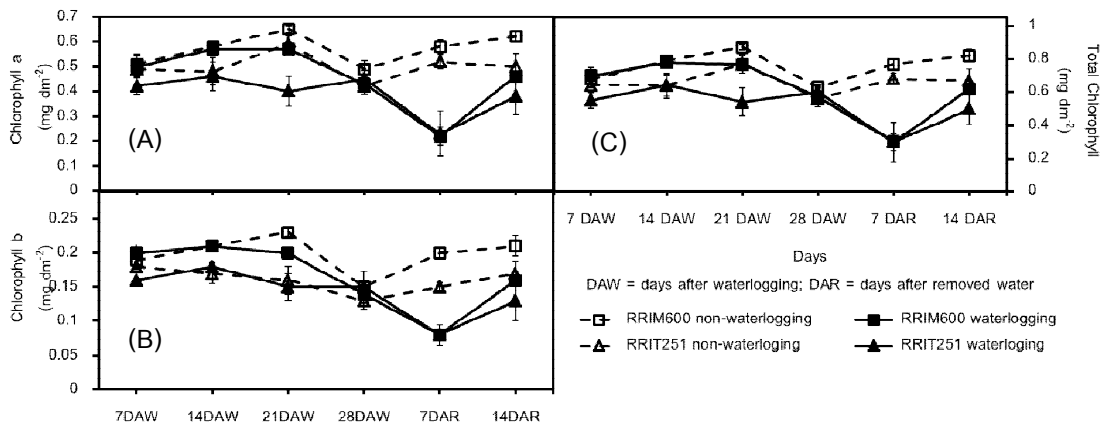 0.7
0.6
0.5
0.4
0.3
0.2
0.1
0
Chlorophyll a
(mg dm-2)
(A)
0.25
0.2
0.15
0.1
0.05
0
Chlorophyll b
(mg dm-2)
(B)
7DAW 14DAW 21DAW 28DAW 7DAR 14DAR
(C)
1
0.8
0.6
0.4
0.2
0
Total Chlorophyll
(mg dm-2)
7 DAW 14 DAW 21 DAW 28 DAW 7 DAR 14 DAR
Days
DAW = days after waterlogging; DAR = days after removed water
RRIM600 non-waterlogging RRIM600 waterlogging
RRIT251 non-waterloging RRIT251 waterloging